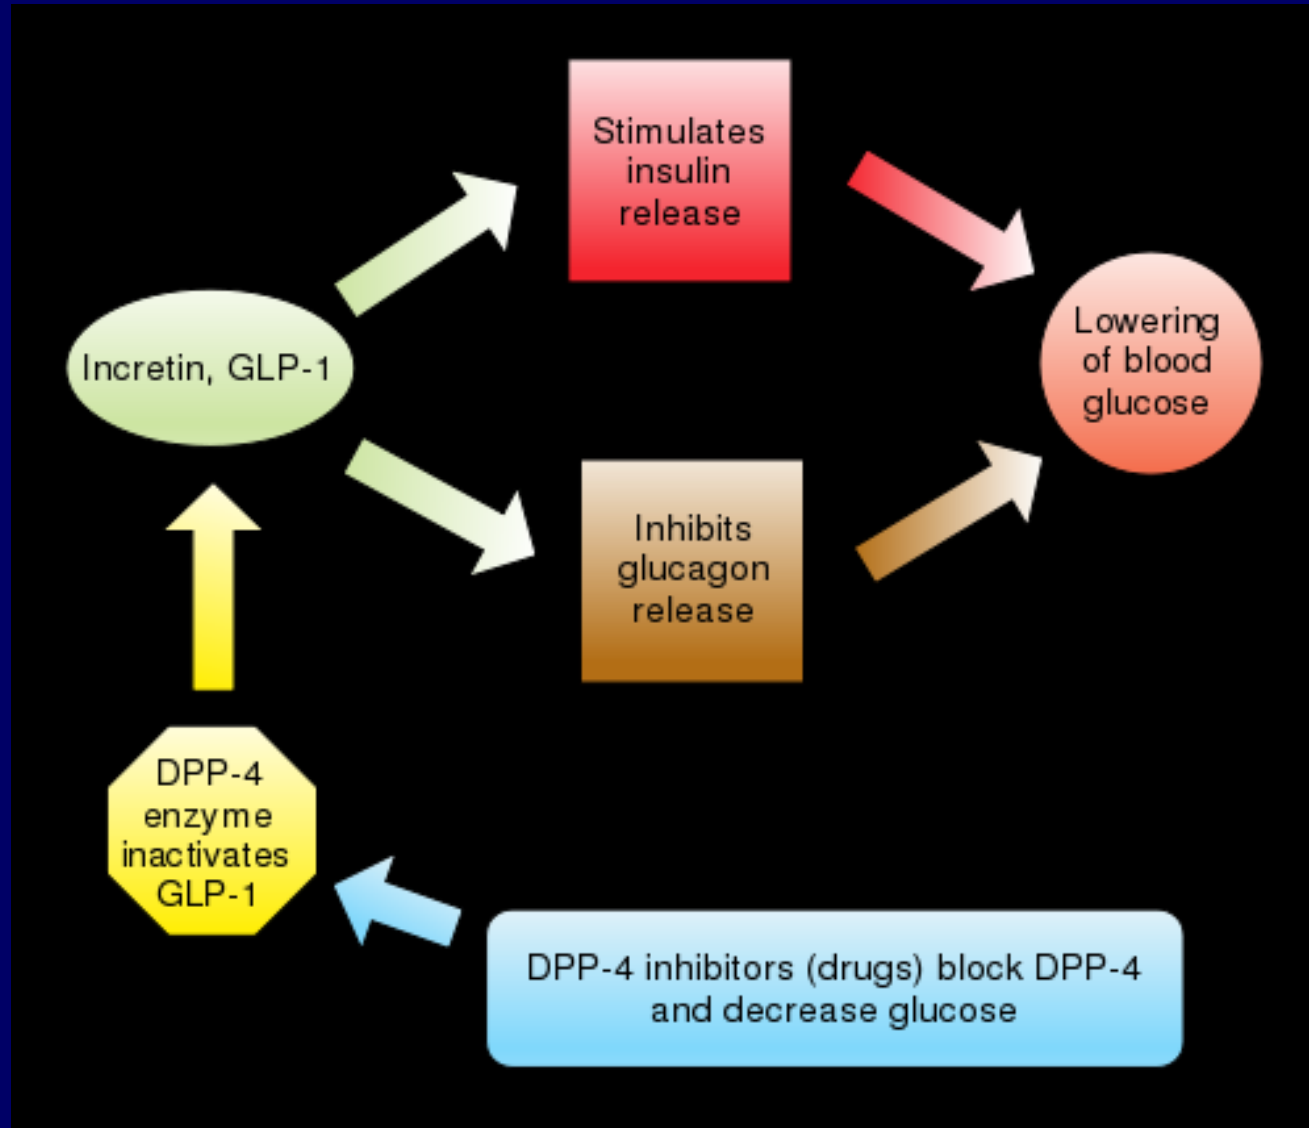 Stimulates
insulin
release
Incretin, GLP-1
Lowering
of blood
glucose
Inhibits
glucagon
release
DPP-4
enzyme
inactivates
GLP-1
DPP-4 inhibitors (drugs) block DPP-4
and decrease glucose